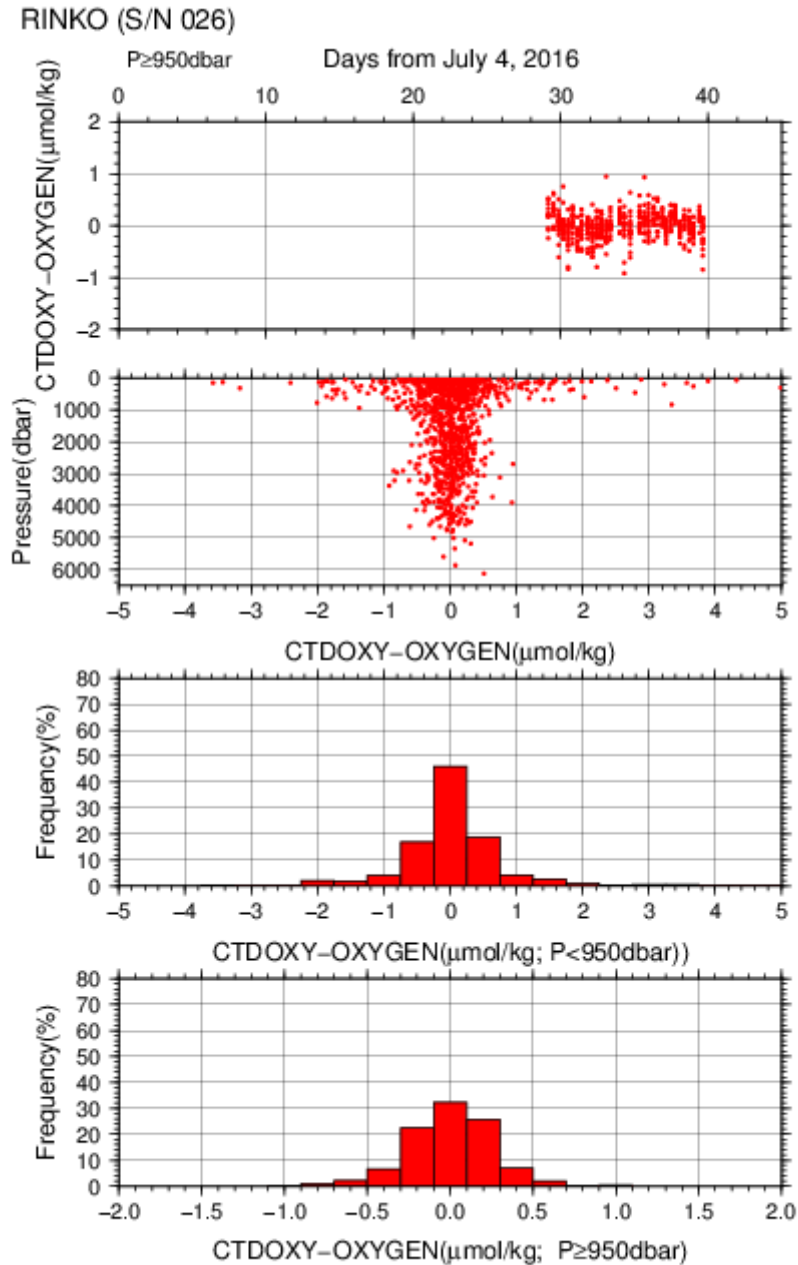 RINKO (S/N 026)
P≥950dbar Days from July 4, 2016
0 10 20 30 40
CTDOXY−OXYGEN(μmol/kg)
2
1
0
−1
−2
Pressure(dbar)
0
1000
2000
3000
4000
5000
6000
−5 −4 −3 −2 −1 0 1 2 3 4 5
CTDOXY−OXYGEN(μmol/kg)
Frequency(%)
80
70
60
50
40
30
20
10
0
−5 −4 −3 −2 −1 0 1 2 3 4 5
CTDOXY−OXYGEN(μmol/kg; P<950dbar))
Frequency(%)
80
70
60
50
40
30
20
10
0
−2.0 −1.5 −1.0 −0.5 0.0 0.5 1.0 1.5 2.0
CTDOXY−OXYGEN(μmol/kg; P≥950dbar)